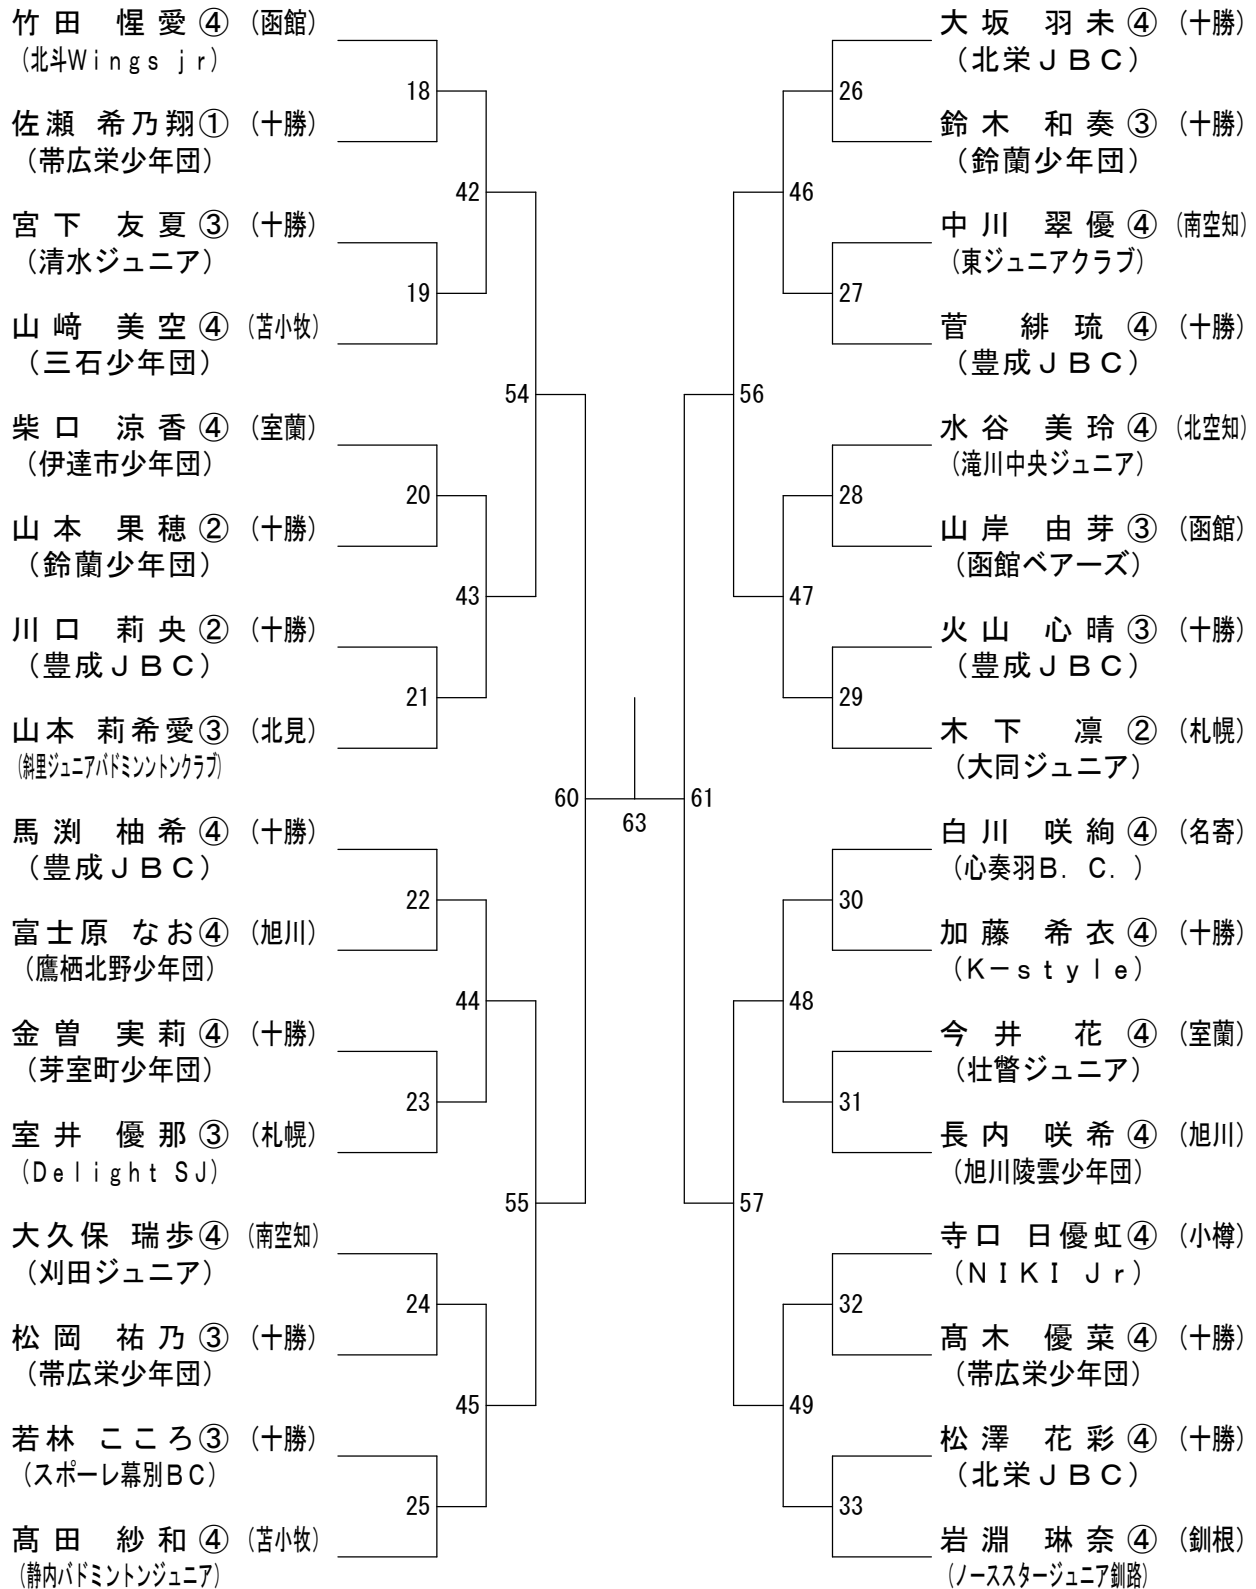 竹田 惺愛④ (函館)
(北斗Wings jr)
18
佐瀬 希乃翔① (十勝)
(帯広栄少年団)
42
宮下 友夏③ (十勝)
(清水ジュニア)
19
山﨑 美空④ (苫小牧)
(三石少年団)
54
柴口 涼香④ (室蘭)
(伊達市少年団)
20
山本 果穂② (十勝)
(鈴蘭少年団)
43
川口 莉央② (十勝)
(豊成JBC)
21
山本 莉希愛③ (北見)
(斜里ジュニアバドミンントンクラブ)
60
馬渕 柚希④ (十勝)
(豊成JBC)
22
富士原 なお④ (旭川)
(鷹栖北野少年団)
44
金曽 実莉④ (十勝)
(芽室町少年団)
23
室井 優那③ (札幌)
(Delight SJ)
55
大久保 瑞歩④ (南空知)
(刈田ジュニア)
24
松岡 祐乃③ (十勝)
(帯広栄少年団)
45
若林 こころ③ (十勝)
(スポーレ幕別BC)
25
髙田 紗和④ (苫小牧)
(静内バドミントンジュニア)
63
大坂 羽未④ (十勝)
(北栄JBC)
26
鈴木 和奏③ (十勝)
(鈴蘭少年団)
46
中川 翠優④ (南空知)
(東ジュニアクラブ)
27
菅 緋琉④ (十勝)
(豊成JBC)
56
水谷 美玲④ (北空知)
(滝川中央ジュニア)
28
山岸 由芽③ (函館)
(函館ベアーズ)
47
火山 心晴③ (十勝)
(豊成JBC)
29
木下 凛② (札幌)
(大同ジュニア)
61
白川 咲絢④ (名寄)
(心奏羽B. C. )
30
加藤 希衣④ (十勝)
(K−style)
48
今井 花④ (室蘭)
(壮瞥ジュニア)
31
長内 咲希④ (旭川)
(旭川陵雲少年団)
57
寺口 日優虹④ (小樽)
(NIKI Jr)
32
髙木 優菜④ (十勝)
(帯広栄少年団)
49
松澤 花彩④ (十勝)
(北栄JBC)
33
岩淵 琳奈④ (釧根)
(ノーススタージュニア釧路)